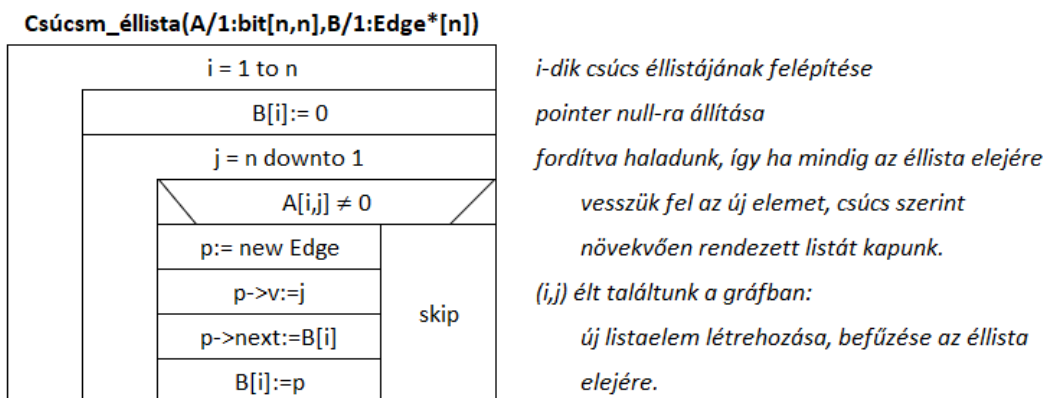 Csúcsm_éllista(A/1:bit[n,n],B/1:Edge*[n])
i = 1 to n
i-dik csúcs éllistájának felépítése
B[i]:= 0
pointer null-ra állítása
j = n downto 1
fordítva haladunk, így ha mindig az éllista elejére
A[i,j] ≠ 0
vesszük fel az új elemet, csúcs szerint
p:= new Edge
növekvően rendezett listát kapunk.
p->v:=j
skip
(i,j) élt találtunk a gráfban:
p->next:=B[i]
új listaelem létrehozása, befűzése az éllista
B[i]:=p
elejére.